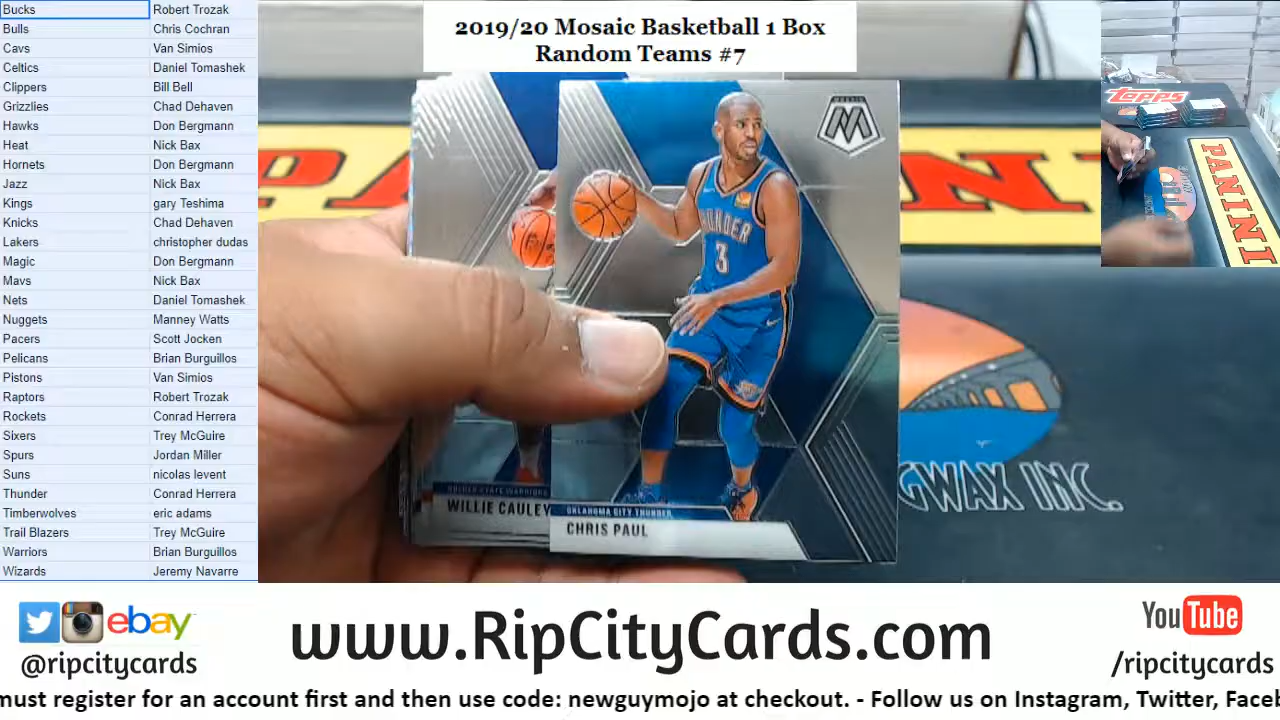 Bucks Robert Trozak
Bulls Chris Cochran
Cavs Van Simios
Celtics Daniel Tomashek
Clippers Bill Bell
Grizzlies Chad Dehaven
Hawks Don Bergmann
Heat Nick Bax
Hornets Don Bergmann
Jazz Nick Bax
Kings gary Teshima
Knicks Chad Dehaven
Lakers christopher dudas
Magic Don Bergmann
Mavs Nick Bax
Nets Daniel Tomashek
Nuggets Manney Watts
Pacers Scott Jocken
Pelicans Brian Burguillos
Pistons Van Simios
Raptors Robert Trozak
Rockets Conrad Herrera
Sixers Trey McGuire
Spurs Jordan Miller
Suns nicolas levent
Thunder Conrad Herrera
Timberwolves eric adams
Trail Blazers Trey McGuire
Warriors Brian Burguillos
Wizards Jeremy Navarre
2019/20 Mosaic Basketball 1 Box
Random Teams #7
MOSAIC
THUNDER
3
GOLDEN STATE WARRIORS
WILLIE CAULEY
OKLAHOMA CITY THUNDER
CHRIS PAUL
GWAX INC.
Topps
PANINI
ebay
@ripcitycards
www.RipCityCards.com
YouTube
/ripcitycards
must register for an account first and then use code: newguymojo at checkout. - Follow us on Instagram, Twitter, Faceb